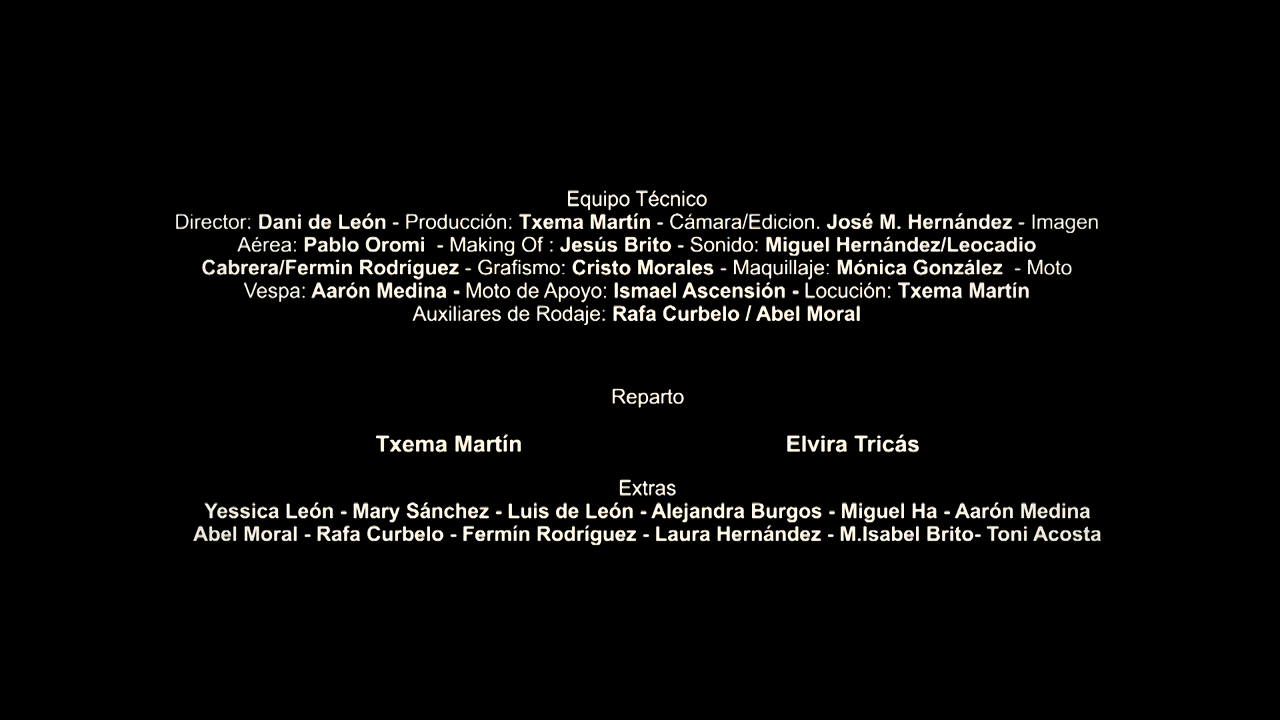 Equipo Técnico
Director: Dani de León - Producción: Txema Martín - Cámara/Edicion. José M. Hernández - Imagen
Aérea: Pablo Oromi  - Making Of : Jesús Brito - Sonido: Miguel Hernández/Leocadio
Cabrera/Fermin Rodríguez - Grafismo: Cristo Morales - Maquillaje: Mónica González  - Moto
Vespa: Aarón Medina - Moto de Apoyo: Ismael Ascensión - Locución: Txema Martín
Auxiliares de Rodaje: Rafa Curbelo / Abel Moral
Reparto
Txema Martín Elvira Tricás
Extras
Yessica León - Mary Sánchez - Luis de León - Alejandra Burgos - Miguel Ha - Aarón Medina
Abel Moral - Rafa Curbelo - Fermín Rodríguez - Laura Hernández - M.Isabel Brito- Toni Acosta